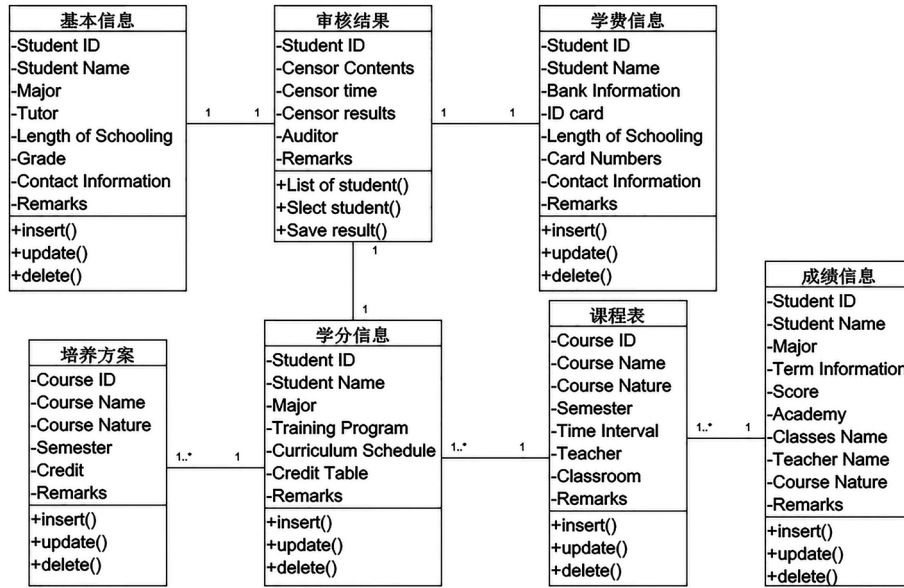 基本信息
-Student ID
-Student Name
-Major
-Tutor
-Length of Schooling
-Grade
-Contact Information
-Remarks
+insert()
+update()
+delete()
1
1
审核结果
-Student ID
-Censor Contents
-Censor time
-Censor results
-Auditor
-Remarks
+List of student()
+Slect student()
+Save result()
1
1
学费信息
-Student ID
-Student Name
-Bank Information
-ID card
-Length of Schooling
-Card Numbers
-Contact Information
-Remarks
+insert()
+update()
+delete()
1
1
培养方案
-Course ID
-Course Name
-Course Nature
-Semester
-Credit
-Remarks
+insert()
+update()
+delete()
1..*
1
学分信息
-Student ID
-Student Name
-Major
-Training Program
-Curriculum Schedule
-Credit Table
-Remarks
+insert()
+update()
+delete()
1..*
1
课程表
-Course ID
-Course Name
-Course Nature
-Semester
-Time Interval
-Teacher
-Classroom
-Remarks
+insert()
+update()
+delete()
1..*
1
成绩信息
-Student ID
-Student Name
-Major
-Term Information
-Score
-Academy
-Classes Name
-Teacher Name
-Course Nature
-Remarks
+insert()
+update()
+delete()